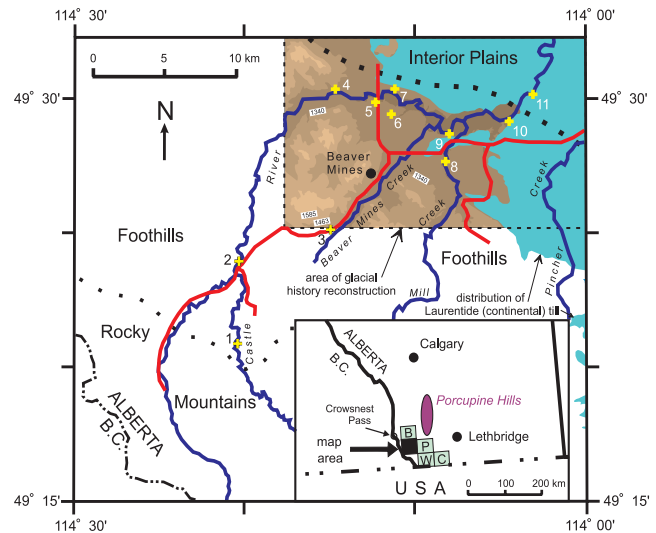 114° 30'
114° 00'
0
5
10 km
Interior Plains
49° 30'
49° 30'
N
4
7
5
6
11
10
9
8
1340
River
Beaver
Mines
Beaver Mines Creek
1340
Creek
Creek
1585
1463
3
Foothills
Foothills
2
area of glacial
history reconstruction
Mill
distribution of
Laurentide (continental) till
Pincher
Rocky
1
Castle
Mountains
ALBERTA
B.C.
ALBERTA
B.C.
Calgary
Porcupine Hills
Crowsnest
Pass
B
map
area
P
W
C
Lethbridge
U S A
0
100
200 km
49° 15'
49° 15'
114° 30'
114° 00'